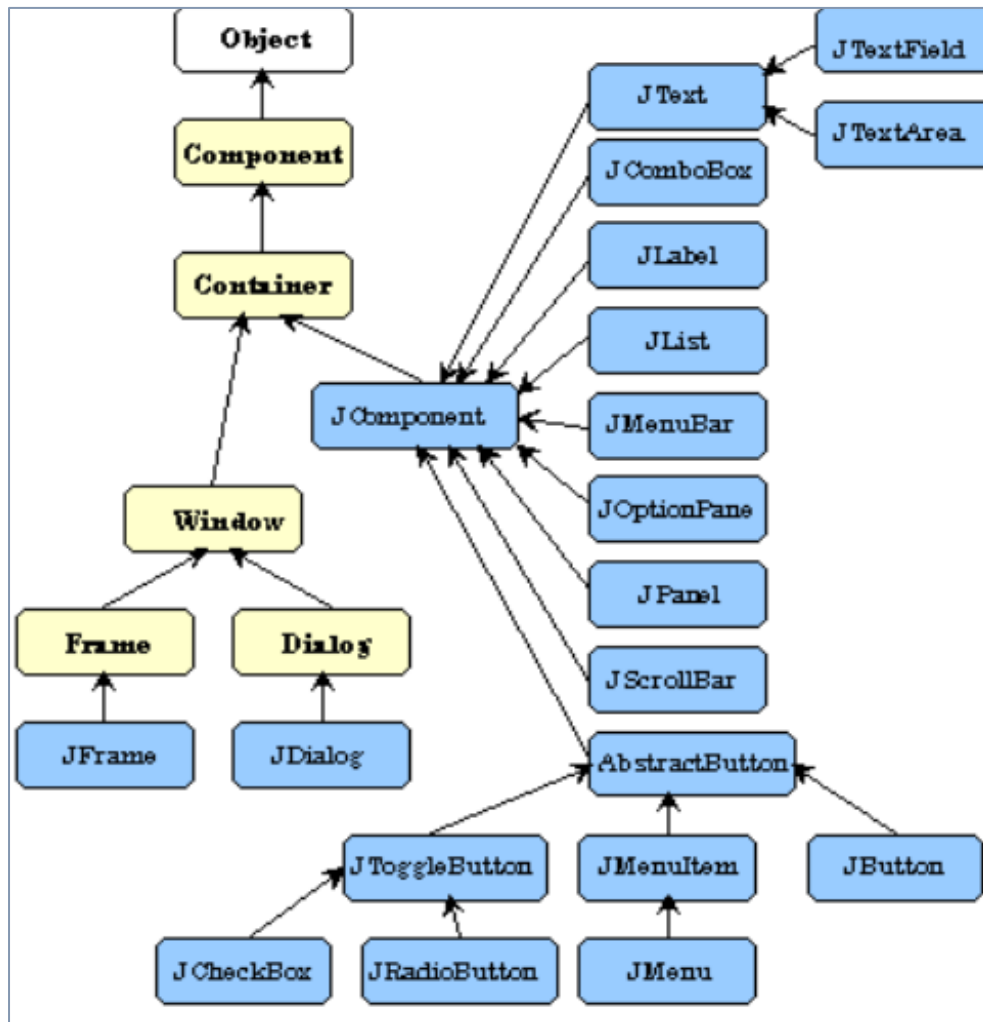 Object
JTextField
JText
JTextArea
Component
JComboBox
JLabel
Container
JList
JComponent
JMenuBar
Window
JOptionPane
JPanel
Frame
Dialog
JScrollBar
JFrame
JDialog
AbstractButton
JToggleButton
JMenuItem
JButton
JCheckBox
JRadioButton
JMenu